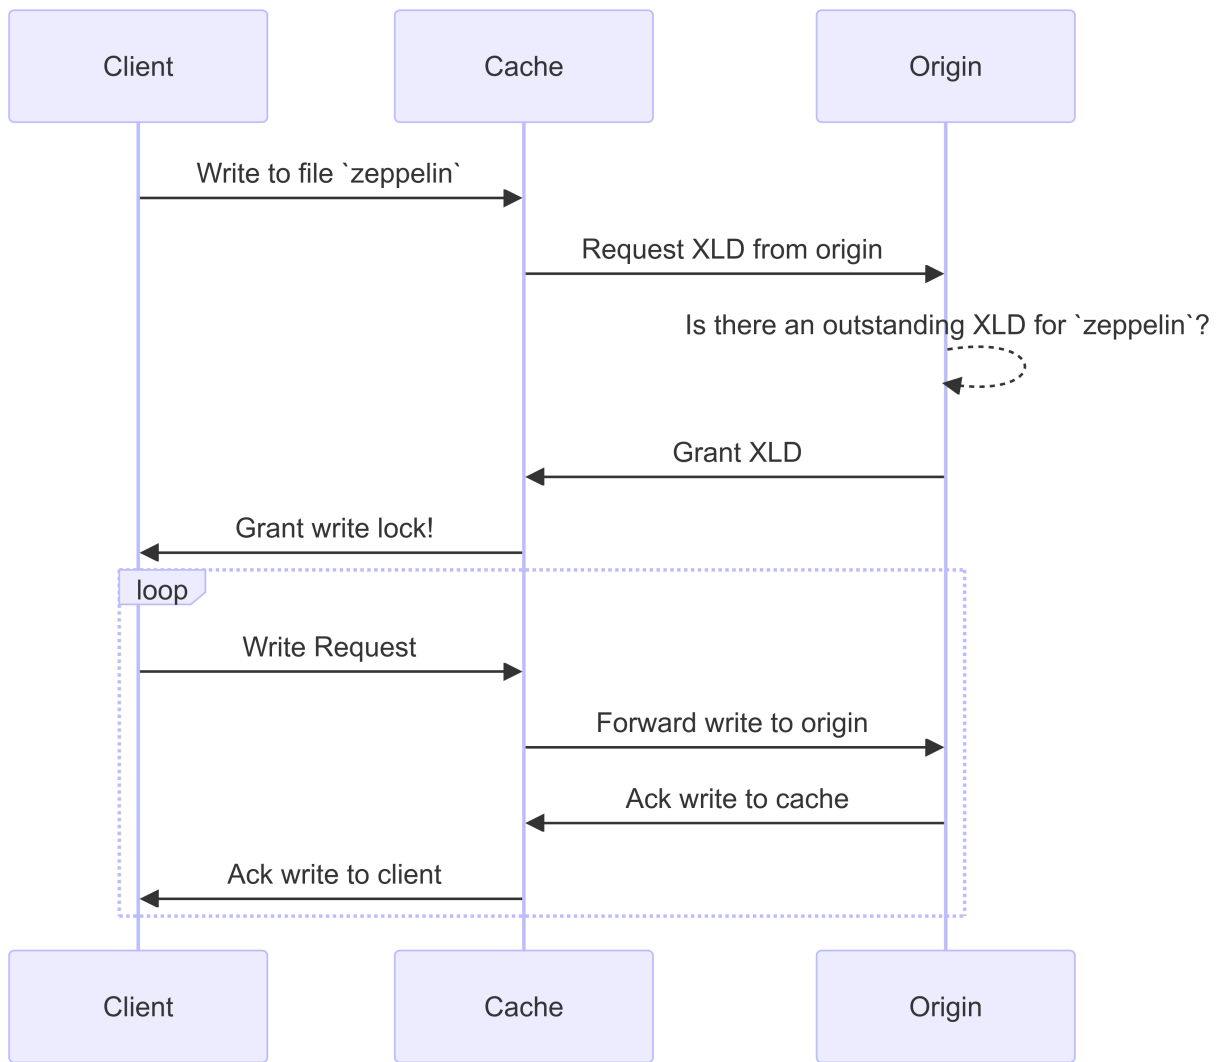 Client
Cache
Origin
Write to file `zeppelin`
Request XLD from origin
Is there an outstanding XLD for `zeppelin`?
Grant XLD
Grant write lock!
loop
Write Request
Forward write to origin
Ack write to cache
Ack write to client
Client
Cache
Origin